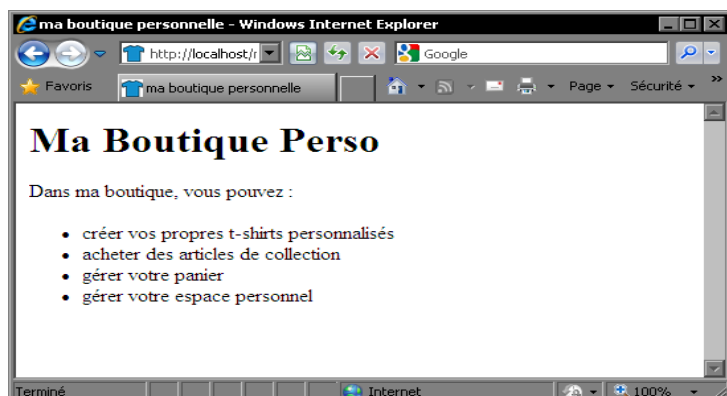 ma boutique personnelle - Windows Internet Explorer
http://localhost/r
Google
Favoris
ma boutique personnelle
Page
Sécurité
»
Ma Boutique Perso
Dans ma boutique, vous pouvez :
• créer vos propres t-shirts personnalisés
• acheter des articles de collection
• gérer votre panier
• gérer votre espace personnel
Terminé
Internet
100%